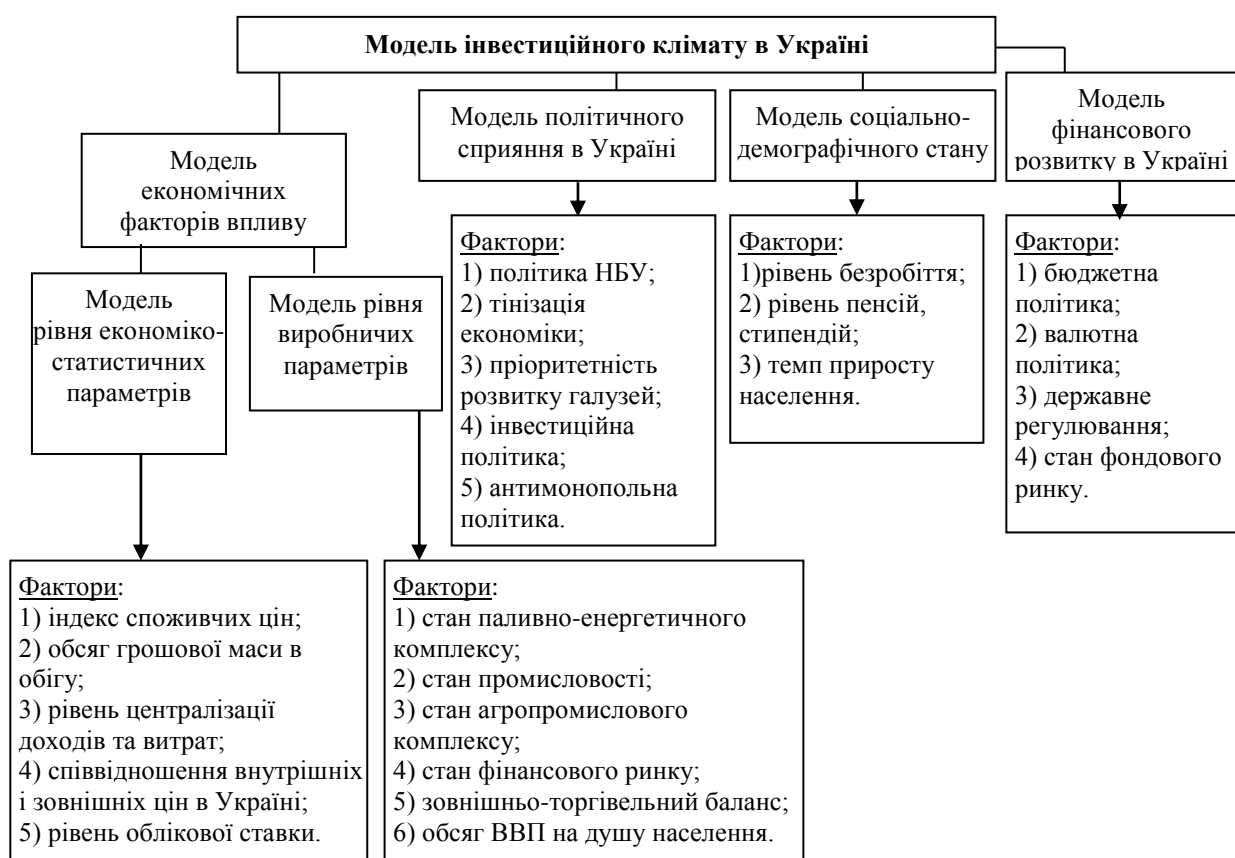 Модель інвестиційного клімату в Україні
Модель
економічних
факторів впливу
Модель політичного
сприяння в Україні
Модель соціально-
демографічного стану
Модель
фінансового
розвитку в Україні
Модель
рівня економіко-
статистичних
параметрів
Модель рівня
виробничих
параметрів
Фактори:
1) політика НБУ;
2) тінізація
економіки;
3) пріоритетність
розвитку галузей;
4) інвестиційна
політика;
5) антимонопольна
політика.
Фактори:
1)рівень безробіття;
2) рівень пенсій,
стипендій;
3) темп приросту
населення.
Фактори:
1) бюджетна
політика;
2) валютна
політика;
3) державне
регулювання;
4) стан фондового
ринку.
Фактори:
1) індекс споживчих цін;
2) обсяг грошової маси в
обігу;
3) рівень централізації
доходів та витрат;
4) співвідношення внутрішніх
і зовнішніх цін в Україні;
5) рівень облікової ставки.
Фактори:
1) стан паливно-енергетичного
комплексу;
2) стан промисловості;
3) стан агропромислового
комплексу;
4) стан фінансового ринку;
5) зовнішньо-торгівельний баланс;
6) обсяг ВВП на душу населення.